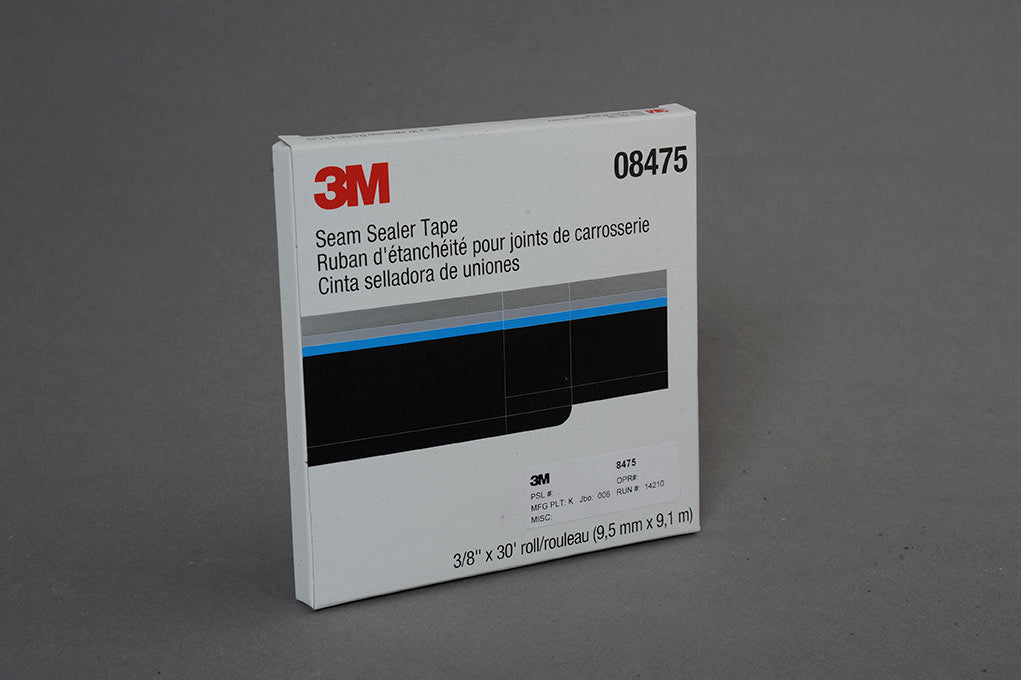 3M
08475
Seam Sealer Tape
Ruban d'étanchéité pour joints de carrosserie
Cinta selladora de uniones
3M
8475
PSL #:
OPR#:
MFG PLT: K Jbo: 006 RUN #: 14210
MISC:
3/8" x 30' roll/rouleau (9,5 mm x 9,1 m)